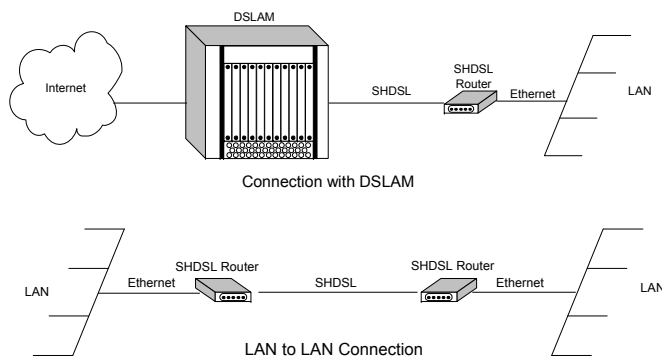 DSLAM
Internet
SHDSL
SHDSL
Router
Ethernet
LAN
Connection with DSLAM
LAN
Ethernet
SHDSL Router
SHDSL
SHDSL Router
Ethernet
LAN
LAN to LAN Connection